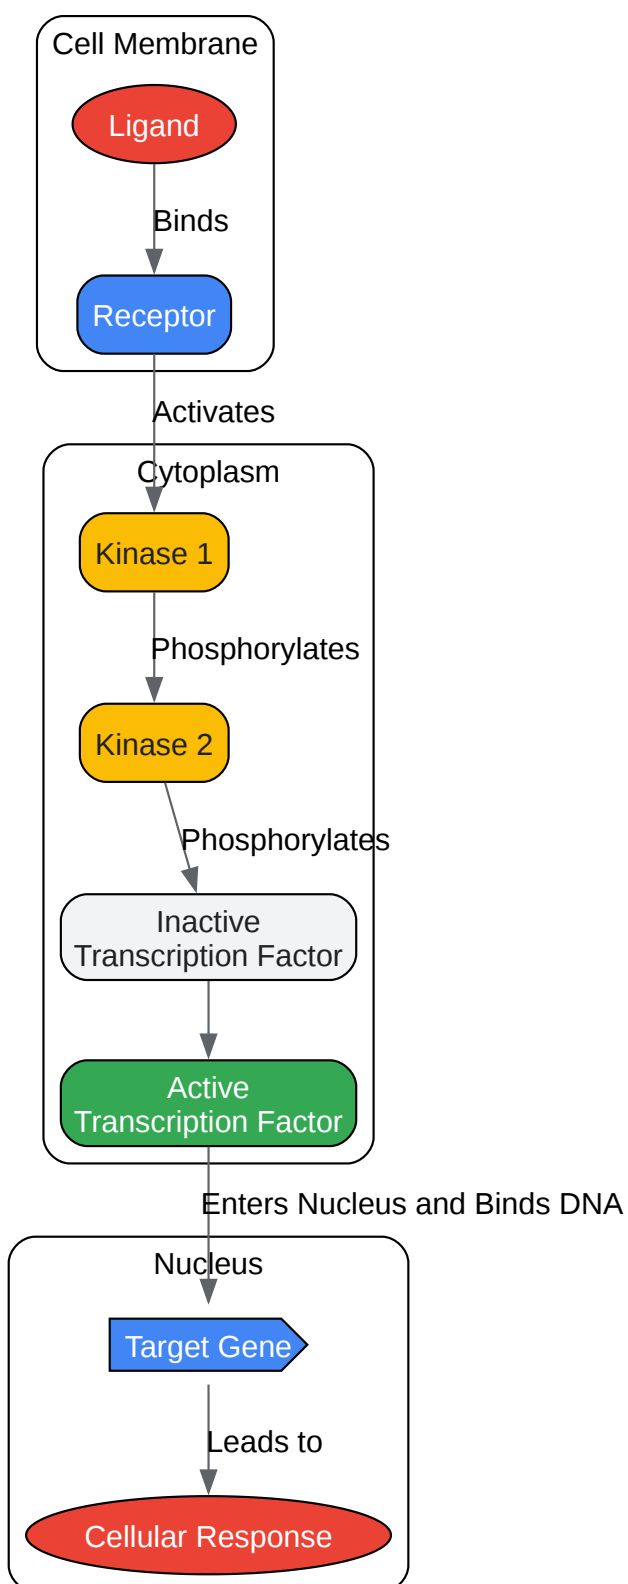 Cell Membrane
Ligand
Binds
Receptor
Activates
Cytoplasm
Kinase 1
Phosphorylates
Kinase 2
Phosphorylates
Inactive
Transcription Factor
Active
Transcription Factor
Enters Nucleus and Binds DNA
Nucleus
Target Gene
Leads to
Cellular Response